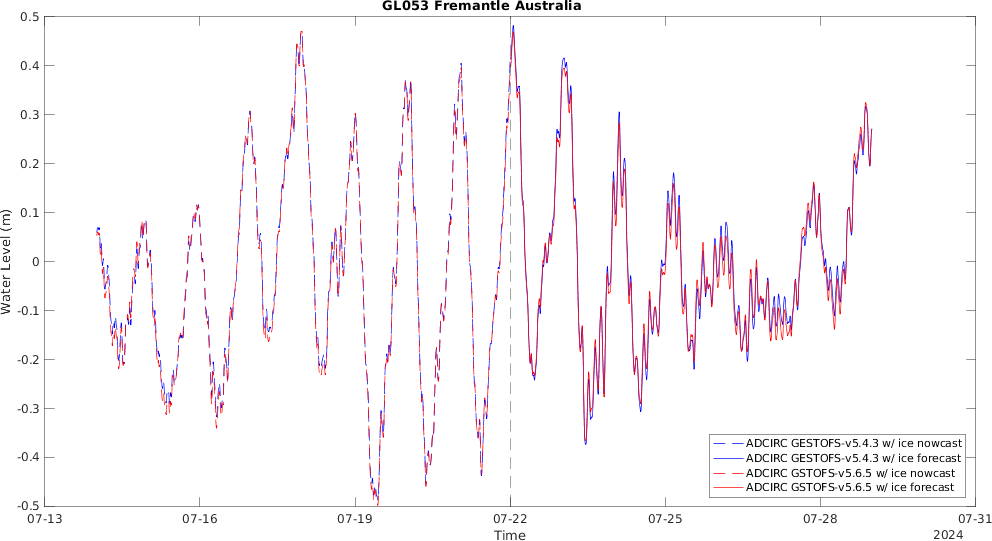 GL053 Fremantle Australia
0.5
0.4
0.3
0.2
0.1
0
-0.1
-0.2
-0.3
-0.4
-0.5
Water Level (m)
ADCIRC GESTOFS-v5.4.3 w/ ice nowcast
ADCIRC GESTOFS-v5.4.3 w/ ice forecast
ADCIRC GSTOFS-v5.6.5 w/ ice nowcast
ADCIRC GSTOFS-v5.6.5 w/ ice forecast
07-13 07-16 07-19 07-22 07-25 07-28 07-31
Time
2024